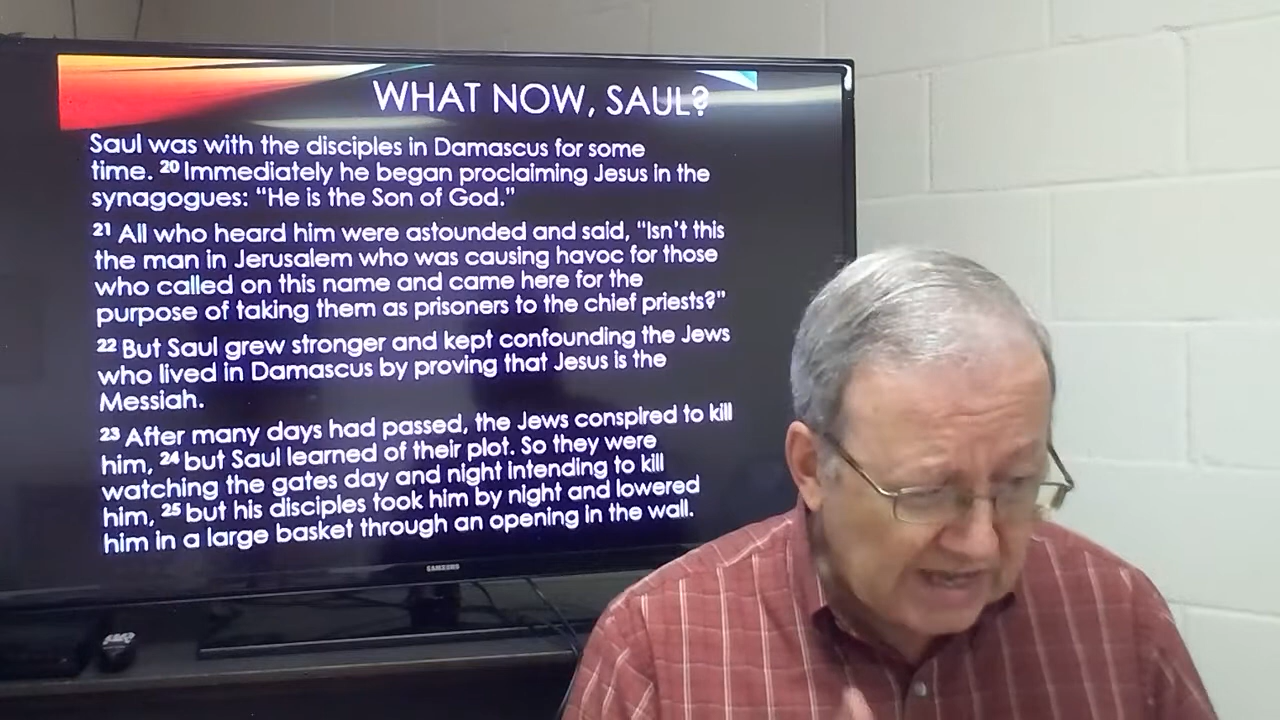 WHAT NOW, SAUL?
Saul was with the disciples in Damascus for some
time. 20 Immediately he began proclaiming Jesus in the
synagogues: “He is the Son of God.”
21 All who heard him were astounded and said, “Isn’t this
the man in Jerusalem who was causing havoc for those
who called on this name and came here for the
purpose of taking them as prisoners to the chief priests?”
22 But Saul grew stronger and kept confounding the Jews
who lived in Damascus by proving that Jesus is the
Messiah.
23 After many days had passed, the Jews conspired to kill
him, 24 but Saul learned of their plot. So they were
watching the gates day and night intending to kill
him, 25 but his disciples took him by night and lowered
him in a large basket through an opening in the wall.
SAMSUNG